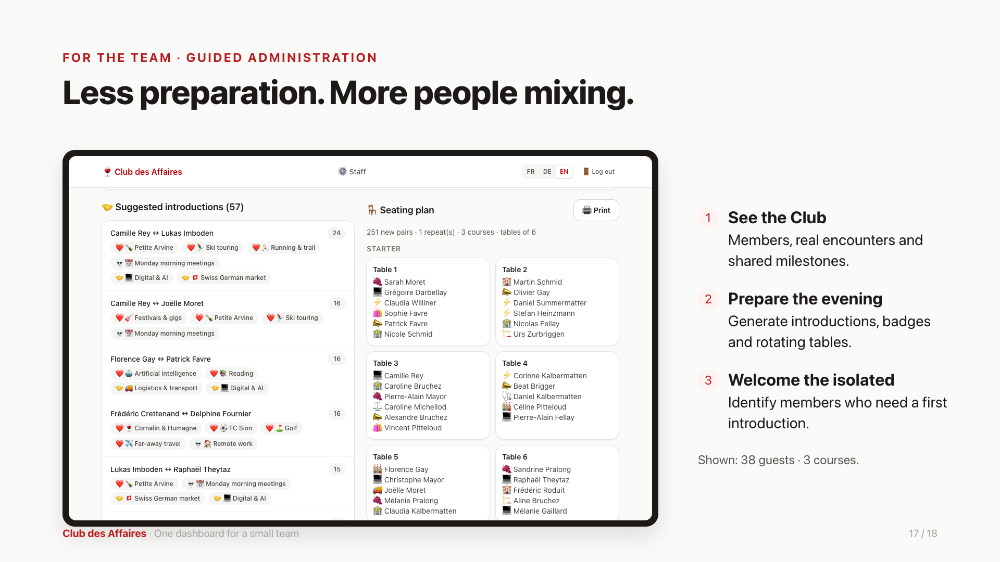 FOR THE TEAM · GUIDED ADMINISTRATION
Less preparation. More people mixing.
🍷 Club des Affaires
⚙️ Staff
FR DE EN
🚪 Log out
🤝 Suggested introductions (57)
Camille Rey ↔ Lukas Imboden 24
❤️🍾 Petite Arvine ❤️⛷️ Ski touring ❤️🏃 Running & trail
💀📅 Monday morning meetings
🤝💻 Digital & AI 🤝🇨🇭 Swiss German market
Camille Rey ↔ Joëlle Moret 16
❤️🎸 Festivals & gigs ❤️🍾 Petite Arvine ❤️⛷️ Ski touring
💀📅 Monday morning meetings
Florence Gay ↔ Patrick Favre 16
❤️🤖 Artificial intelligence ❤️📚 Reading
🤝🚚 Logistics & transport 🤝💻 Digital & AI
Frédéric Crettenand ↔ Delphine Fournier 16
❤️🍷 Cornalin & Humagne ❤️⚽ FC Sion ❤️⛳ Golf
❤️✈️ Far-away travel 💀🏠 Remote work
Lukas Imboden ↔ Raphaël Theytaz 15
❤️🍾 Petite Arvine 💀📅 Monday morning meetings
🤝🇨🇭 Swiss German market 🤝💻 Digital & AI
🪑 Seating plan
🖨️ Print
251 new pairs · 1 repeat(s) · 3 courses · tables of 6
STARTER
Table 1
🍇 Sarah Moret
💻 Grégoire Darbellay
⚡ Claudia Williner
🛍️ Sophie Favre
📣 Patrick Favre
🏦 Nicole Schmid
Table 2
🏨 Martin Schmid
📣 Olivier Gay
⚡ Daniel Summermatter
⚡ Stefan Heinzmann
🏦 Nicolas Fellay
🏗️ Urs Zurbriggen
Table 3
💻 Camille Rey
🏦 Caroline Bruchez
🍇 Pierre-Alain Mayor
⚖️ Caroline Michellod
📣 Alexandre Bruchez
🛍️ Vincent Pitteloud
Table 4
⚡ Corinne Kalbermatten
📣 Beat Brigger
🩺 Daniel Kalbermatten
🏭 Céline Pitteloud
💻 Pierre-Alain Fellay
Table 5
🏭 Florence Gay
💻 Christophe Mayor
🚚 Joëlle Moret
🍇 Mélanie Pralong
🏦 Claudia Kalbermatten
Table 6
🍇 Sandrine Pralong
💻 Raphaël Theytaz
🏨 Frédéric Roduit
🏗️ Aline Bruchez
💻 Mélanie Gaillard
1 See the Club
Members, real encounters and
shared milestones.
2 Prepare the evening
Generate introductions, badges
and rotating tables.
3 Welcome the isolated
Identify members who need a first
introduction.
Shown: 38 guests · 3 courses.
Club des Affaires · One dashboard for a small team
17 / 18